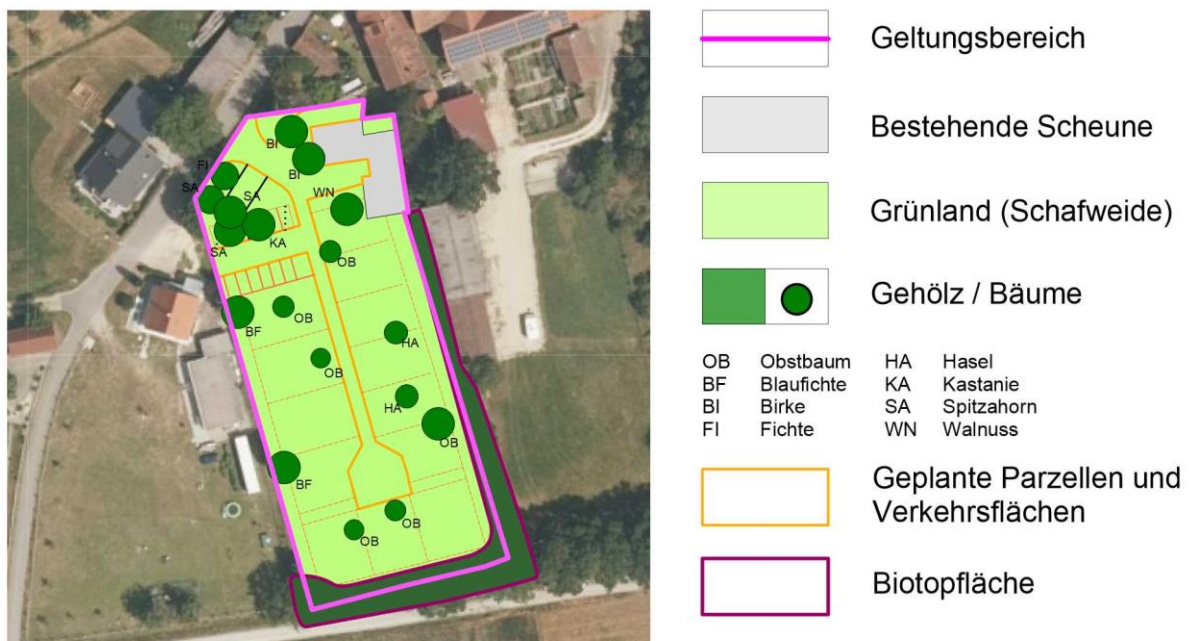 BI
BI
FI
SA
SA
SA
KA
WN
OB
OB
BF
OB
HA
HA
OB
BF
OB
OB
Geltungsbereich
Bestehende Scheune
Grünland (Schafweide)
Gehölz / Bäume
OB Obstbaum HA Hasel
BF Blaufichte KA Kastanie
BI Birke SA Spitzahorn
FI Fichte WN Walnuss
Geplante Parzellen und
Verkehrsflächen
Biotopfläche